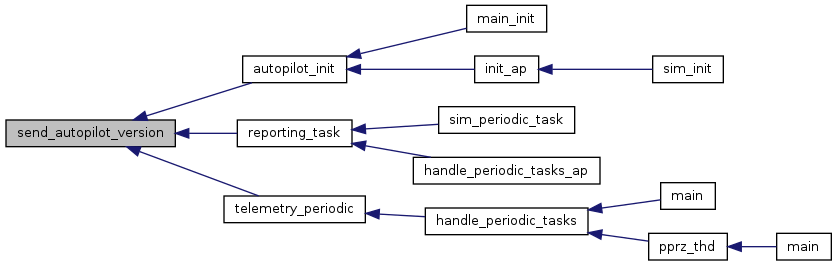 main_init
autopilot_init
init_ap
sim_init
send_autopilot_version
reporting_task
sim_periodic_task
handle_periodic_tasks_ap
telemetry_periodic
handle_periodic_tasks
main
pprz_thd
main